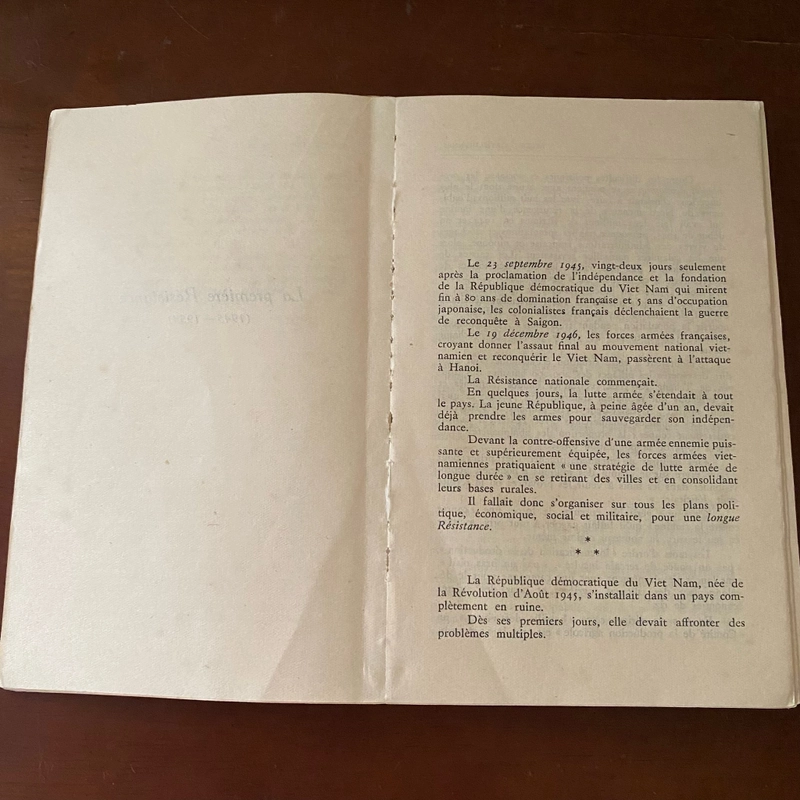 La première
Le 23 septembre 1945, vingt-deux jours seulement
après la proclamation de l'indépendance et la fondation
de la République démocratique du Viet Nam qui mirent
fin à 80 ans de domination française et 5 ans d'occupation
japonaise, les colonialistes français déclenchaient la guerre
de reconquête à Saigon.
Le 19 décembre 1946, les forces armées françaises,
croyant donner l'assaut final au mouvement national viet-
namien et reconquérir le Viet Nam, passèrent à l'attaque
à Hanoi.
La Résistance nationale commençait.
En quelques jours, la lutte armée s'étendait à tout
le pays. La jeune République, à peine âgée d'un an, devait
déjà prendre les armes pour sauvegarder son indépen-
dance.
Devant la contre-offensive d'une armée ennemie puis-
sante et supérieurement équipée, les forces armées viet-
namiennes pratiquaient « une stratégie de lutte armée de
longue durée » en se retirant des villes et en consolidant
leurs bases rurales.
Il fallait donc s'organiser sur tous les plans poli-
tique, économique, social et militaire, pour une longue
Résistance.
*
* *
La République démocratique du Viet Nam, née de
la Révolution d'Août 1945, s'installait dans un pays com-
plètement en ruine.
Dès ses premiers jours, elle devait affronter des
problèmes multiples.